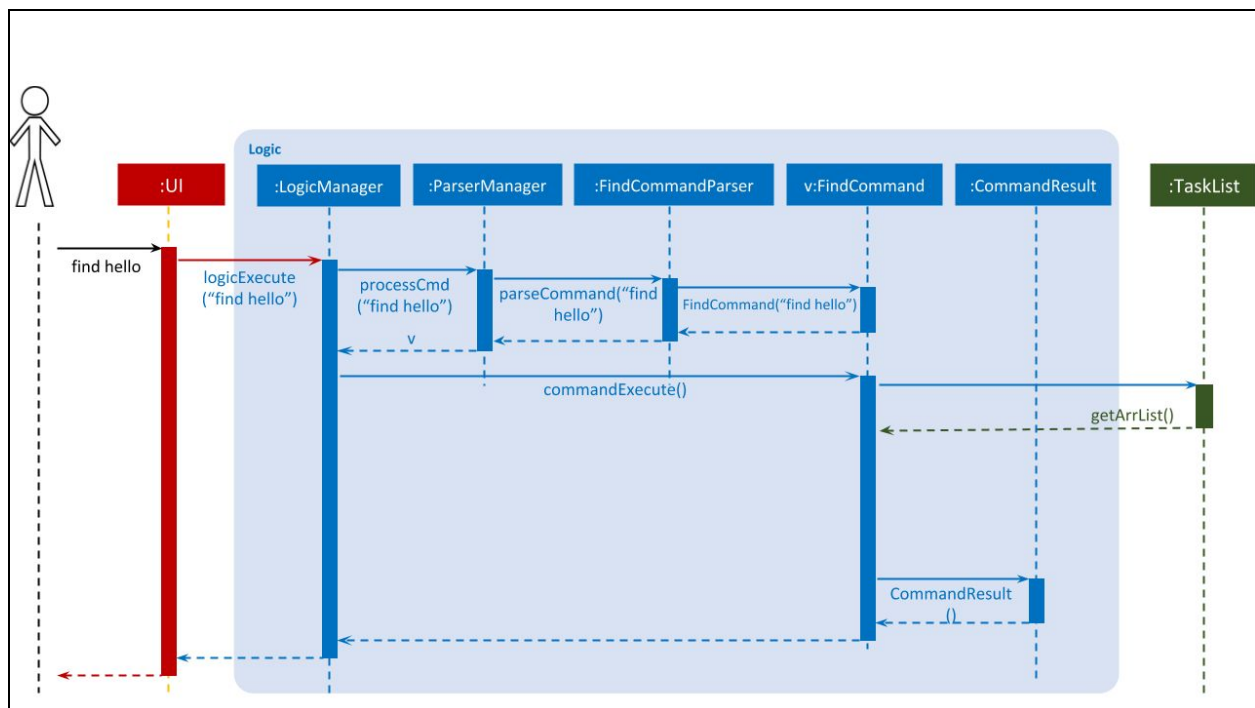 Logic
:UI
:LogicManager
:ParserManager
:FindCommandParser
v:FindCommand
:CommandResult
:TaskList
find hello
logicExecute
(“find hello”)
processCmd
(“find hello”)
parseCommand(“find
hello”)
FindCommand(“find hello”)
v
commandExecute()
getArrList()
CommandResult
()